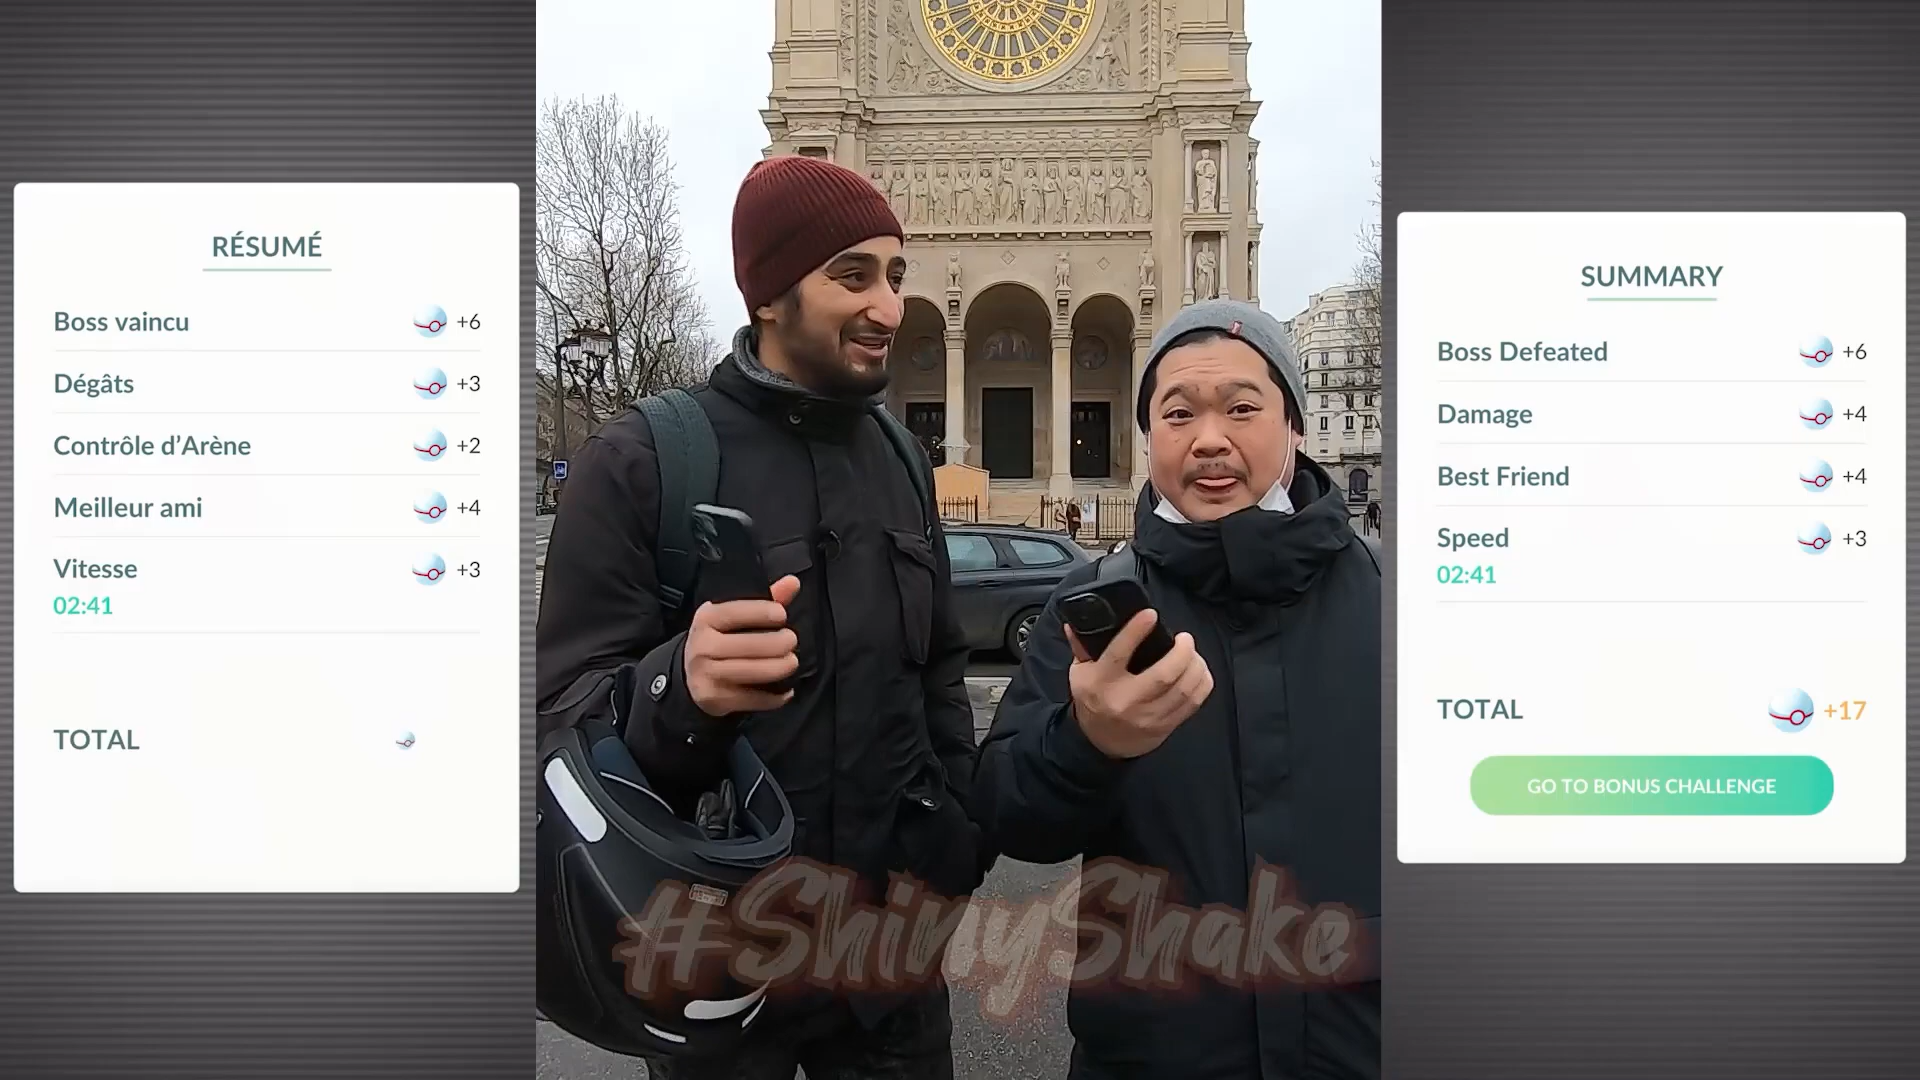 RÉSUMÉ
Boss vaincu +6
Dégâts +3
Contrôle d’Arène +2
Meilleur ami +4
Vitesse +3
02:41
TOTAL
#ShinyShake
SUMMARY
Boss Defeated +6
Damage +4
Best Friend +4
Speed +3
02:41
TOTAL +17
GO TO BONUS CHALLENGE